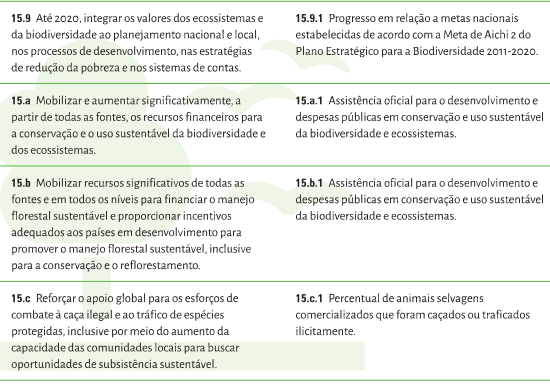 15.9 Até 2020, integrar os valores dos ecossistemas e
da biodiversidade ao planejamento nacional e local,
nos processos de desenvolvimento, nas estratégias
de redução da pobreza e nos sistemas de contas.
15.9.1 Progresso em relação a metas nacionais
estabelecidas de acordo com a Meta de Aichi 2 do
Plano Estratégico para a Biodiversidade 2011-2020.
15.a Mobilizar e aumentar significativamente, a
partir de todas as fontes, os recursos financeiros para
a conservação e o uso sustentável da biodiversidade e
dos ecossistemas.
15.a.1 Assistência oficial para o desenvolvimento e
despesas públicas em conservação e uso sustentável
da biodiversidade e ecossistemas.
15.b Mobilizar recursos significativos de todas as
fontes e em todos os níveis para financiar o manejo
florestal sustentável e proporcionar incentivos
adequados aos países em desenvolvimento para
promover o manejo florestal sustentável, inclusive
para a conservação e o reflorestamento.
15.b.1 Assistência oficial para o desenvolvimento e
despesas públicas em conservação e uso sustentável
da biodiversidade e ecossistemas.
15.c Reforçar o apoio global para os esforços de
combate à caça ilegal e ao tráfico de espécies
protegidas, inclusive por meio do aumento da
capacidade das comunidades locais para buscar
oportunidades de subsistência sustentável.
15.c.1 Percentual de animais selvagens
comercializados que foram caçados ou traficados
ilicitamente.